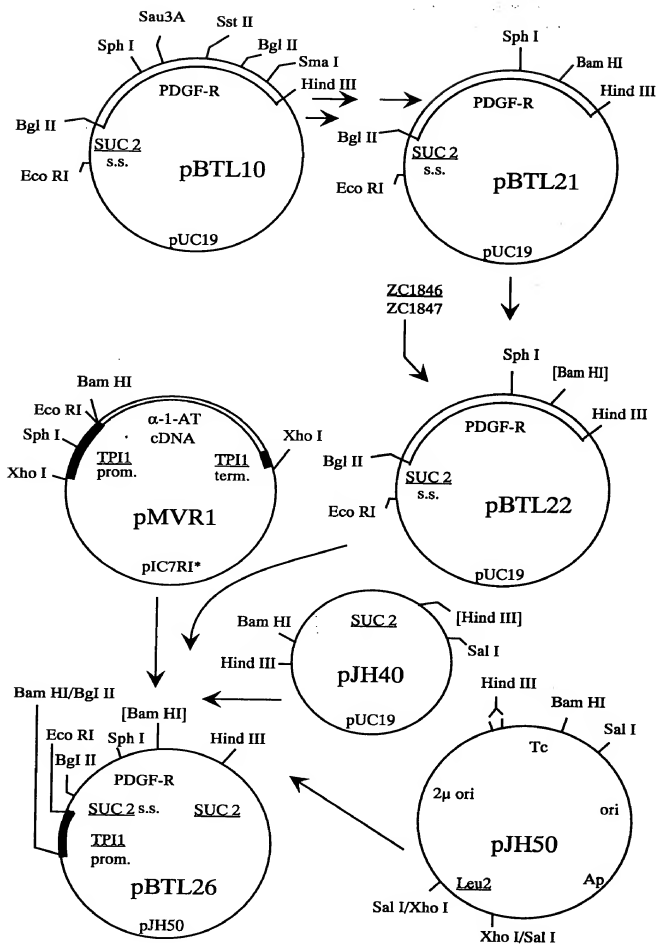 Sau3A
Sph I
Sst II
Bgl II
Sma I
Hind III
PDGF-R
Bgl II
SUC 2
s.s.
Eco RI
pBTL10
pUC19
Sph I
Bam HI
Hind III
PDGF-R
Bgl II
SUC 2
s.s.
Eco RI
pBTL21
pUC19
ZC1846
ZC1847
Bam HI
Eco RI
Sph I
Xho I
α-1-AT
cDNA
TPI1
prom.
TPI1
term.
Xho I
pMVR1
pIC7RI*
Sph I
[Bam HI]
Hind III
PDGF-R
Bgl II
SUC 2
s.s.
Eco RI
pBTL22
pUC19
Bam HI
Hind III
SUC 2
[Hind III]
Sal I
pJH40
pUC19
Bam HI/BgI II
Eco RI
BgI II
Sph I
[Bam HI]
Hind III
PDGF-R
SUC 2 s.s.
SUC 2
TPI1
prom.
pBTL26
pJH50
Hind III
Bam HI
Sal I
Tc
2μ ori
ori
pJH50
Leu2
Ap
Sal I/Xho I
Xho I/Sal I